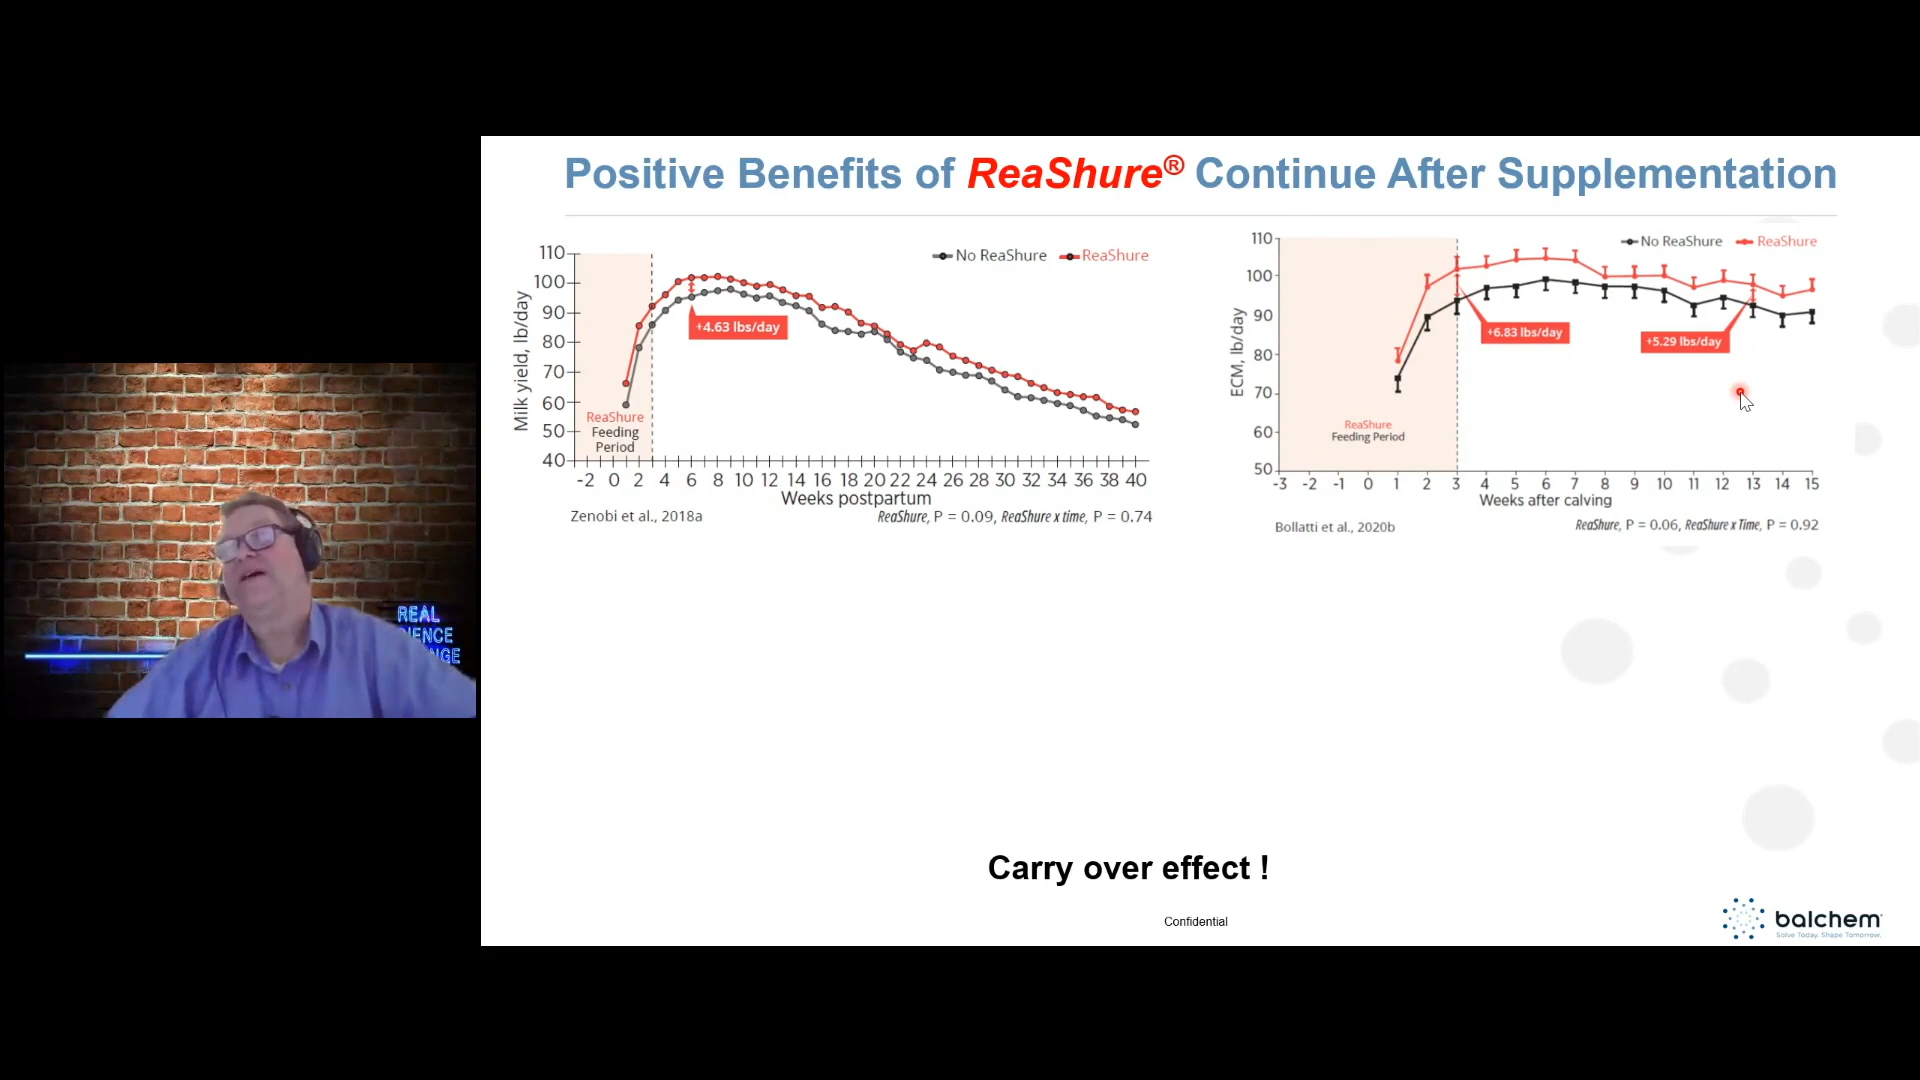 Positive Benefits of ReaShure® Continue After Supplementation
110
100
90
80
70
60
50
40
Milk yield, lb/day
No ReaShure ReaShure
+4.63 lbs/day
ReaShure
Feeding
Period
-2 0 2 4 6 8 10 12 14 16 18 20 22 24 26 28 30 32 34 36 38 40
Weeks postpartum
Zenobi et al., 2018a
ReaShure, P = 0.09, ReaShure x time, P = 0.74
110
100
90
80
70
60
50
ECM, lb/day
No ReaShure ReaShure
+6.83 lbs/day
+5.29 lbs/day
ReaShure
Feeding Period
-3 -2 -1 0 1 2 3 4 5 6 7 8 9 10 11 12 13 14 15
Weeks after calving
Bollatti et al., 2020b
ReaShure, P = 0.06, ReaShure x Time, P = 0.92
REAL
IENCE
NGE
Carry over effect !
Confidential
balchem
Solve Today. Shape Tomorrow.